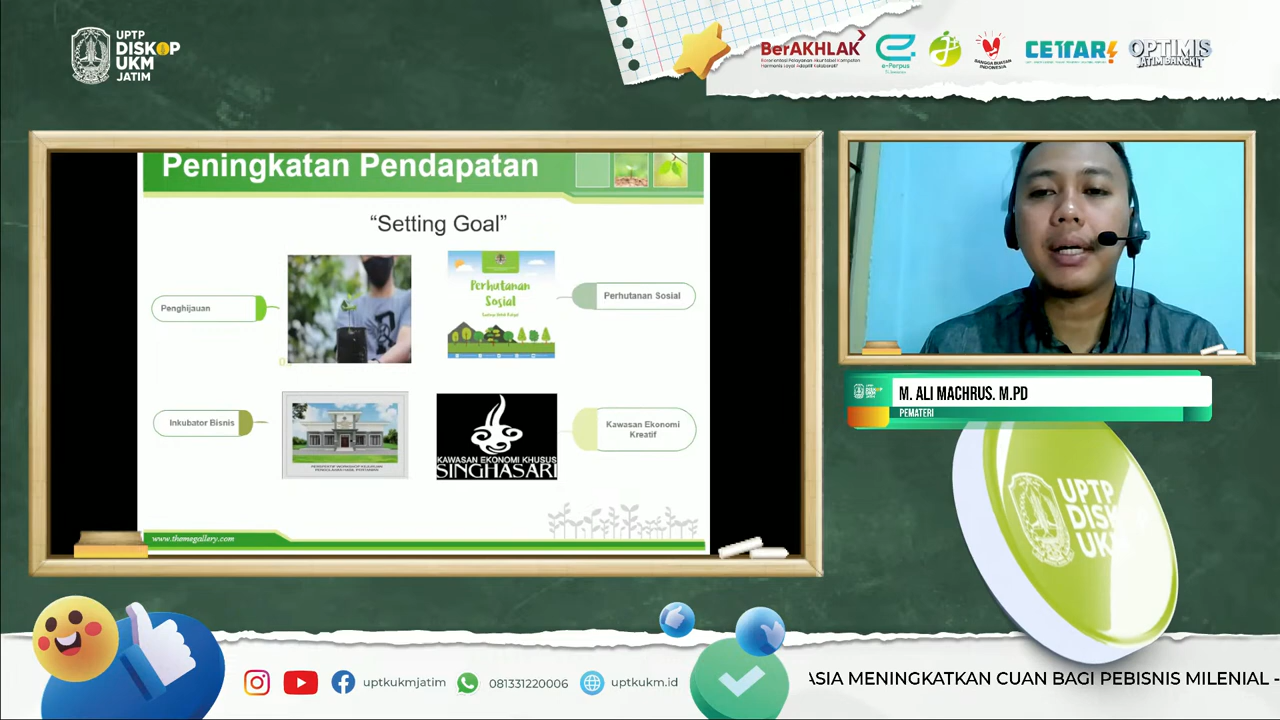 UPTP
DISKOP
UKM
JATIM
BerAKHLAK
e-Perpus
BANGGA BUATAN
INDONESIA
CETTAR
OPTIMIS
JATIM BANGKIT
Peningkatan Pendapatan
“Setting Goal”
Penghijauan
Perhutanan
Sosial
Perhutanan Sosial
Inkubator Bisnis
KAWASAN EKONOMI KHUSUS
SINGHASARI
Kawasan Ekonomi
Kreatif
www.themegallery.com
M. ALI MACHRUS. M.PD
PEMATERI
UPTP
UKM
uptkukmjatim
081331220006
uptkukm.id
ASIA MENINGKATKAN CUAN BAGI PEBISNIS MILENIAL -